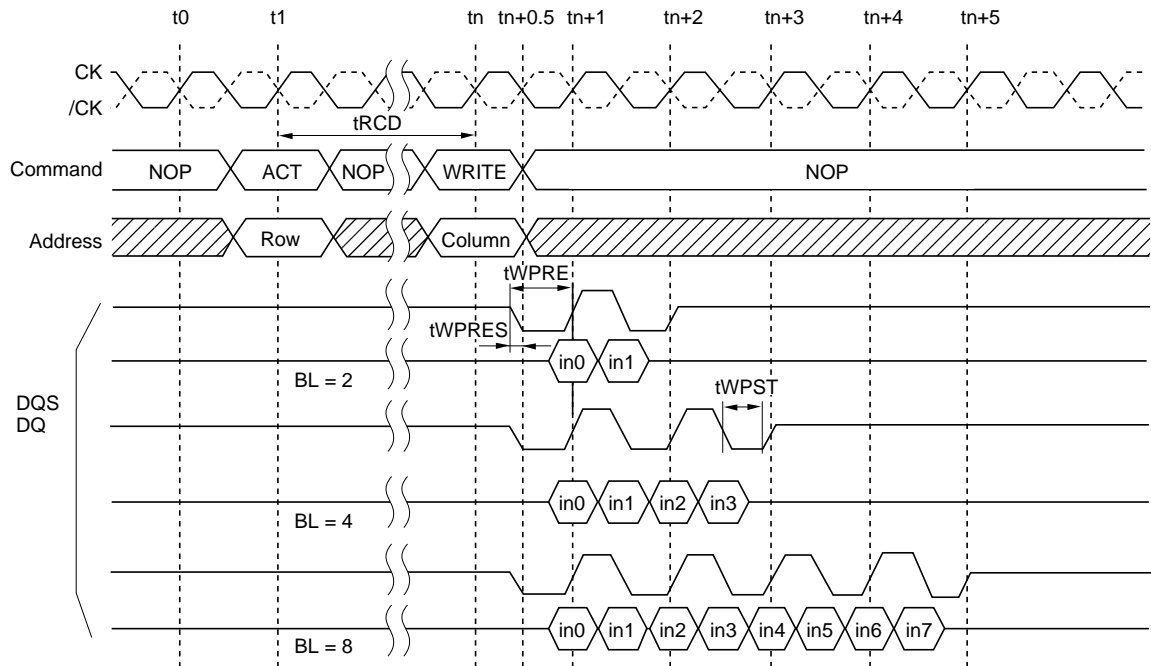 t0 t1 tn tn+0.5 tn+1 tn+2 tn+3 tn+4 tn+5
CK
/CK
tRCD
Command NOP ACT NOP WRITE NOP
Address Row Column
tWPRE
tWPRES
in0 in1
BL = 2
tWPST
DQS
DQ
in0 in1 in2 in3
BL = 4
in0 in1 in2 in3 in4 in5 in6 in7
BL = 8